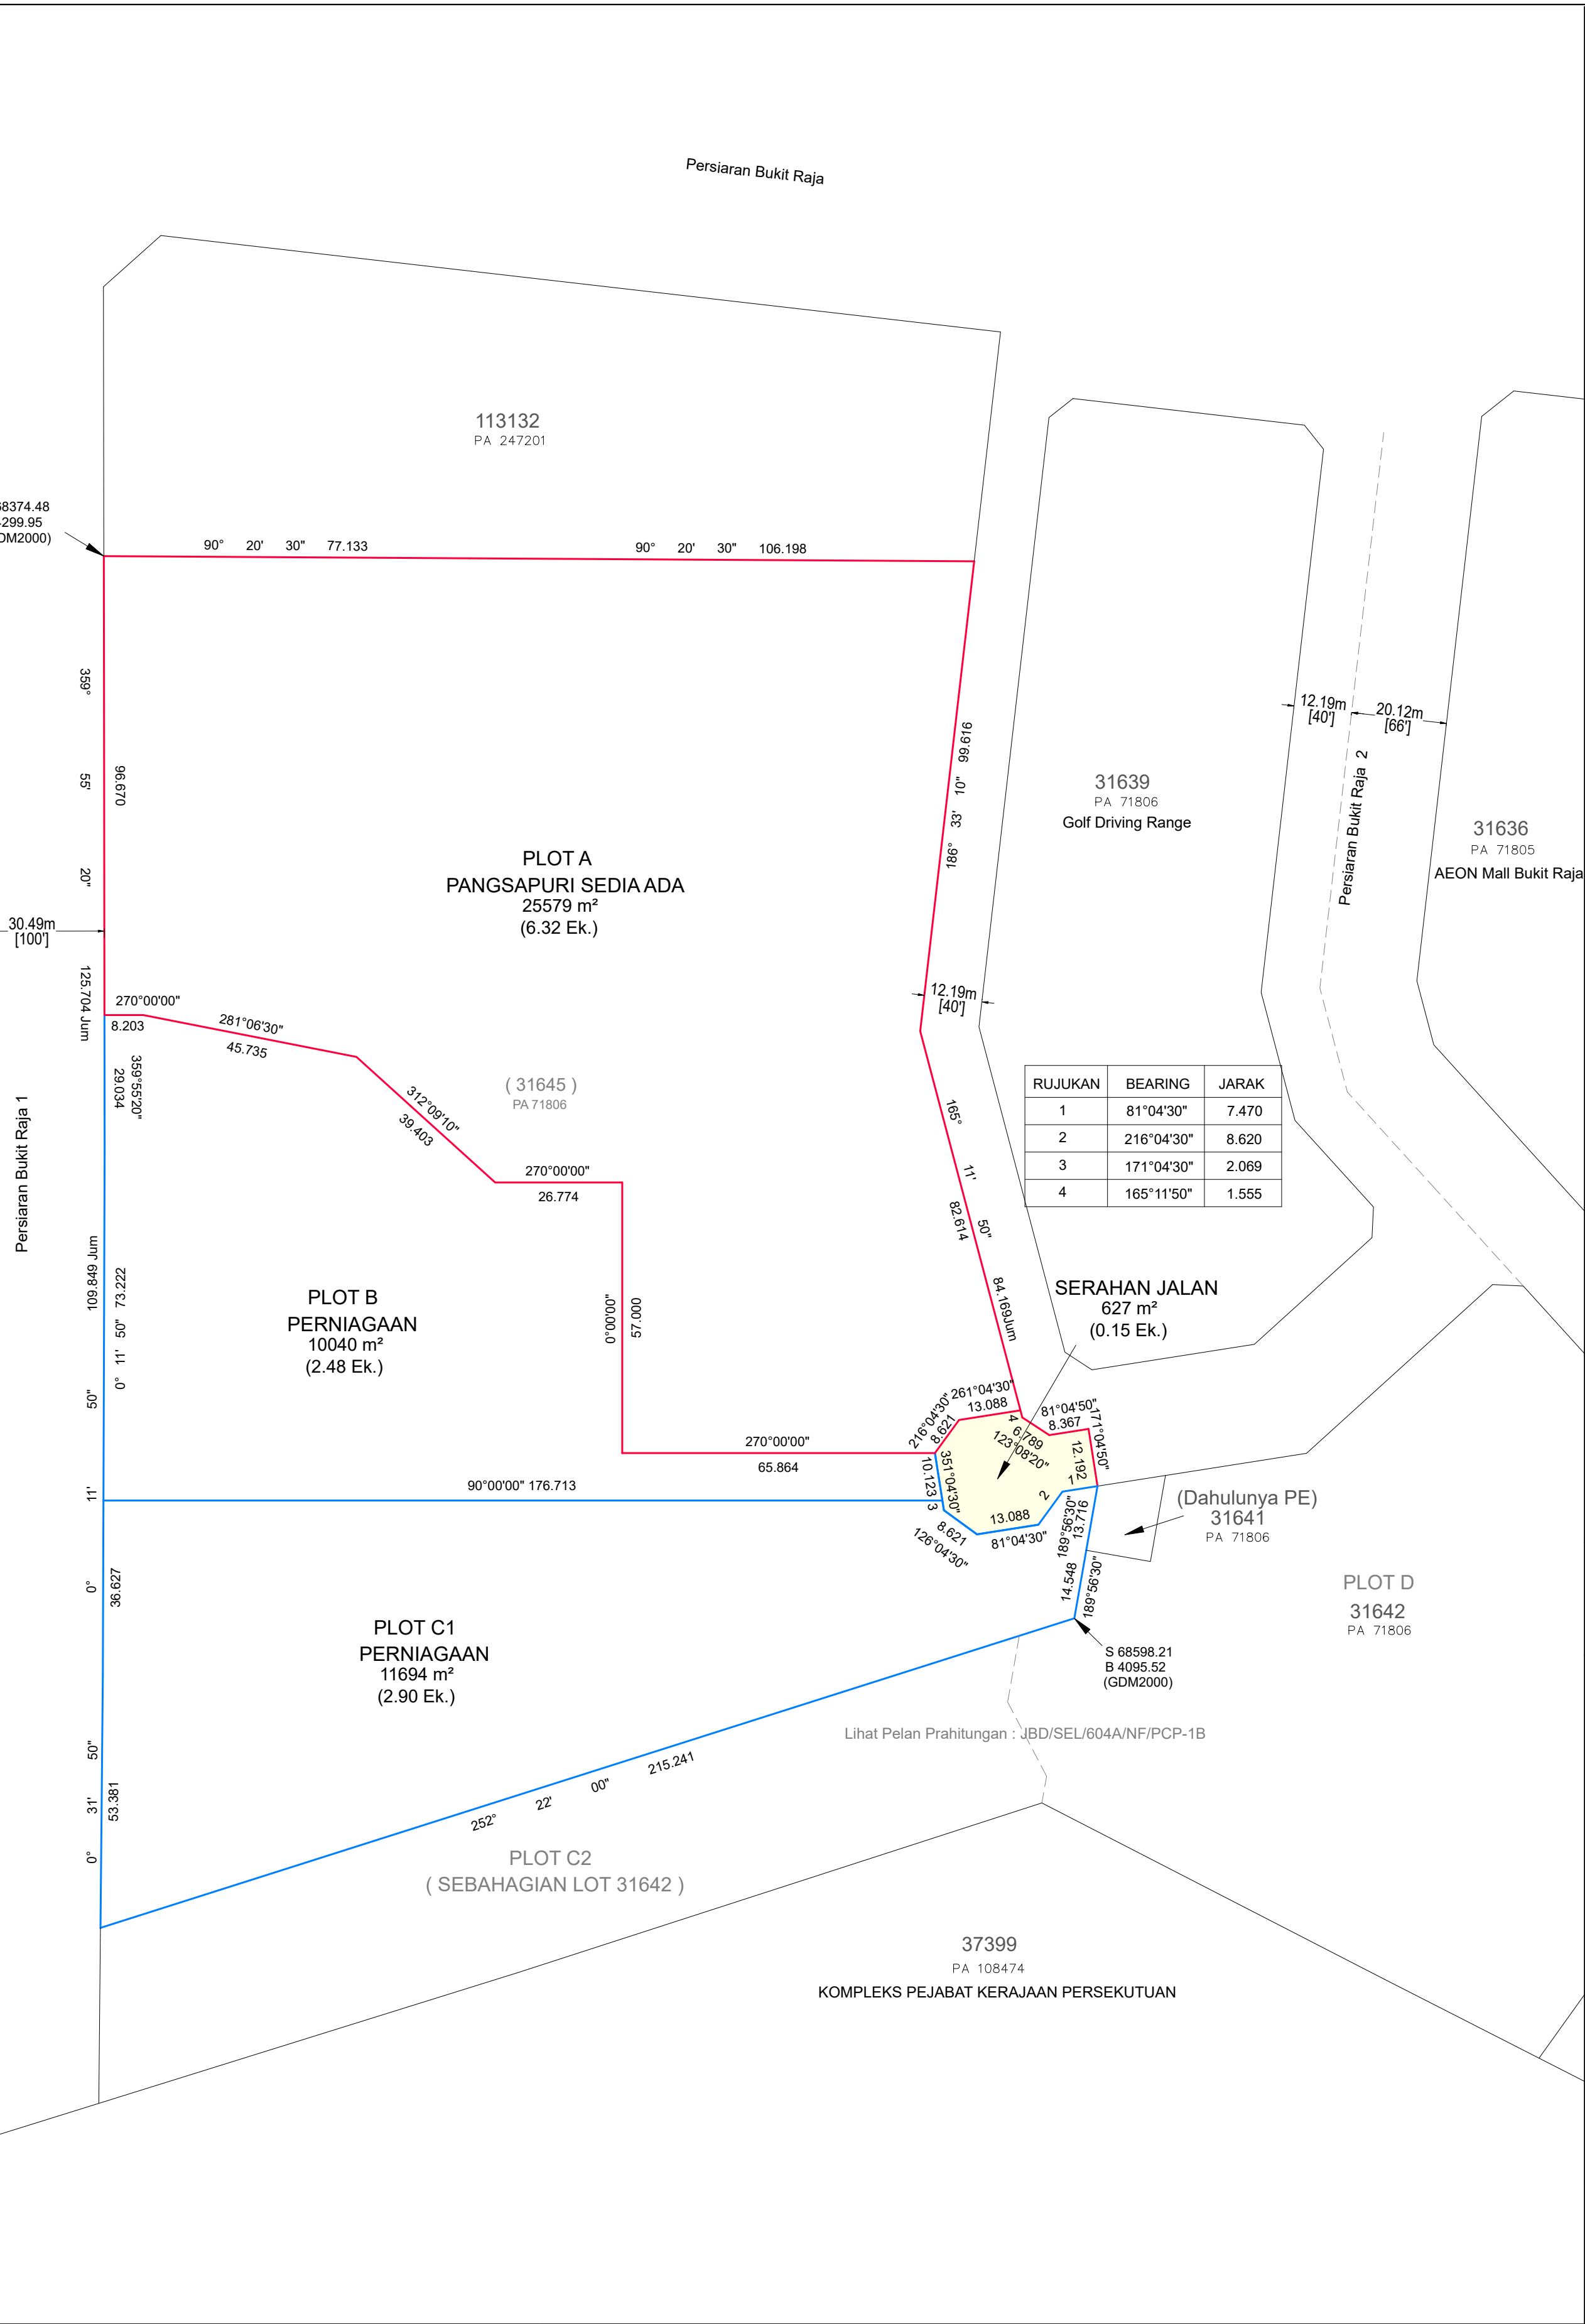 Persiaran Bukit Raja
113132
PA 247201
68374.48
299.95
DM2000)
90° 20' 30" 77.133
90° 20' 30" 106.198
359° 55' 20"
96.670
125.704 Jum
99.616
186° 33' 10"
12.19m
[40']
20.12m
[66']
Persiaran Bukit Raja 2
31639
PA 71806
Golf Driving Range
31636
PA 71805
AEON Mall Bukit Raja
PLOT A
PANGSAPURI SEDIA ADA
25579 m²
(6.32 Ek.)
30.49m
[100']
12.19m
[40']
270°00'00"
8.203
281°06'30"
45.735
359°55'20"
29.034
312°09'10"
39.403
( 31645 )
PA 71806
270°00'00"
26.774
RUJUKAN BEARING JARAK
1 81°04'30" 7.470
2 216°04'30" 8.620
3 171°04'30" 2.069
4 165°11'50" 1.555
165° 11' 50"
82.614
84.169Jum
Persiaran Bukit Raja 1
109.849 Jum
73.222
0° 11' 50"
PLOT B
PERNIAGAAN
10040 m²
(2.48 Ek.)
0°00'00"
57.000
SERAHAN JALAN
627 m²
(0.15 Ek.)
216°04'30"
8.621
261°04'30"
13.088
4
6.789
123°08'20"
81°04'50"
8.367
171°04'50"
12.192
270°00'00"
65.864
10.123
351°04'30"
3
90°00'00" 176.713
1
2
8.621
126°04'30"
13.088
81°04'30"
189°56'30"
13.716
14.548
189°56'30"
(Dahulunya PE)
31641
PA 71806
0° 11' 50"
36.627
PLOT C1
PERNIAGAAN
11694 m²
(2.90 Ek.)
PLOT D
31642
PA 71806
S 68598.21
B 4095.52
(GDM2000)
Lihat Pelan Prahitungan : JBD/SEL/604A/NF/PCP-1B
0° 31' 50"
53.381
252° 22' 00" 215.241
PLOT C2
( SEBAHAGIAN LOT 31642 )
37399
PA 108474
KOMPLEKS PEJABAT KERAJAAN PERSEKUTUAN